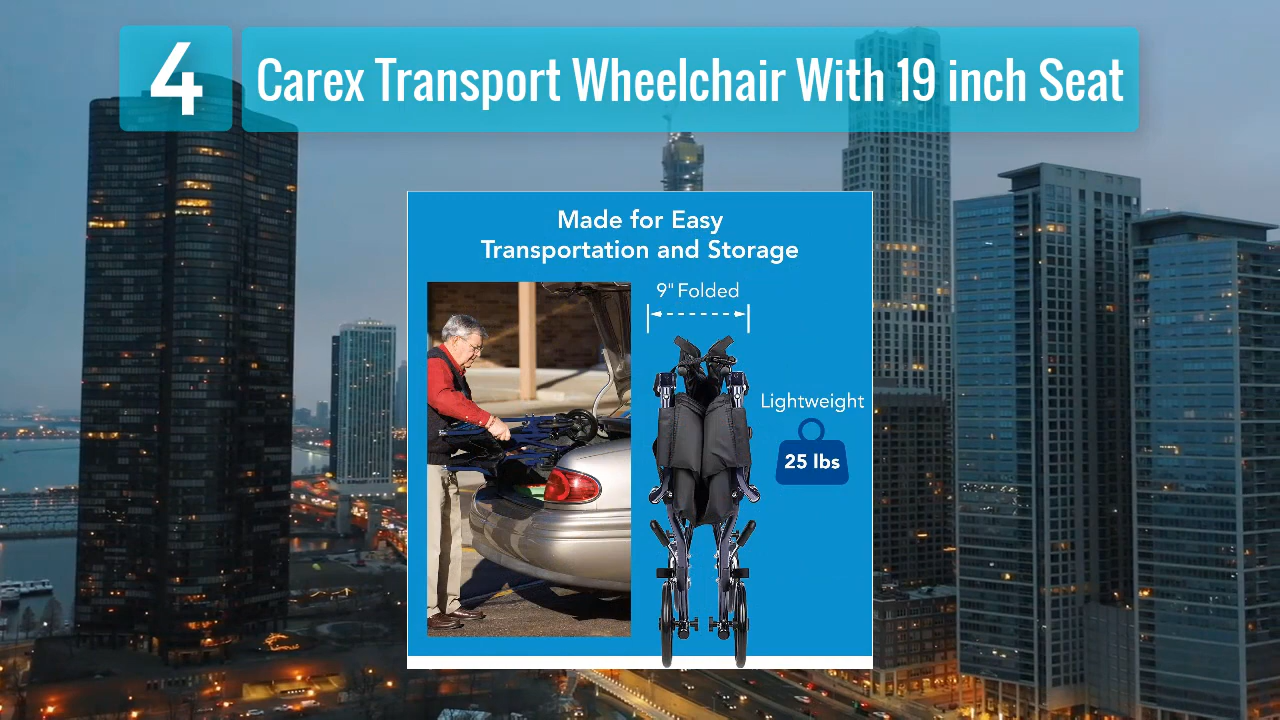 4
Carex Transport Wheelchair With 19 inch Seat
Made for Easy
Transportation and Storage
9" Folded
Lightweight
25 lbs